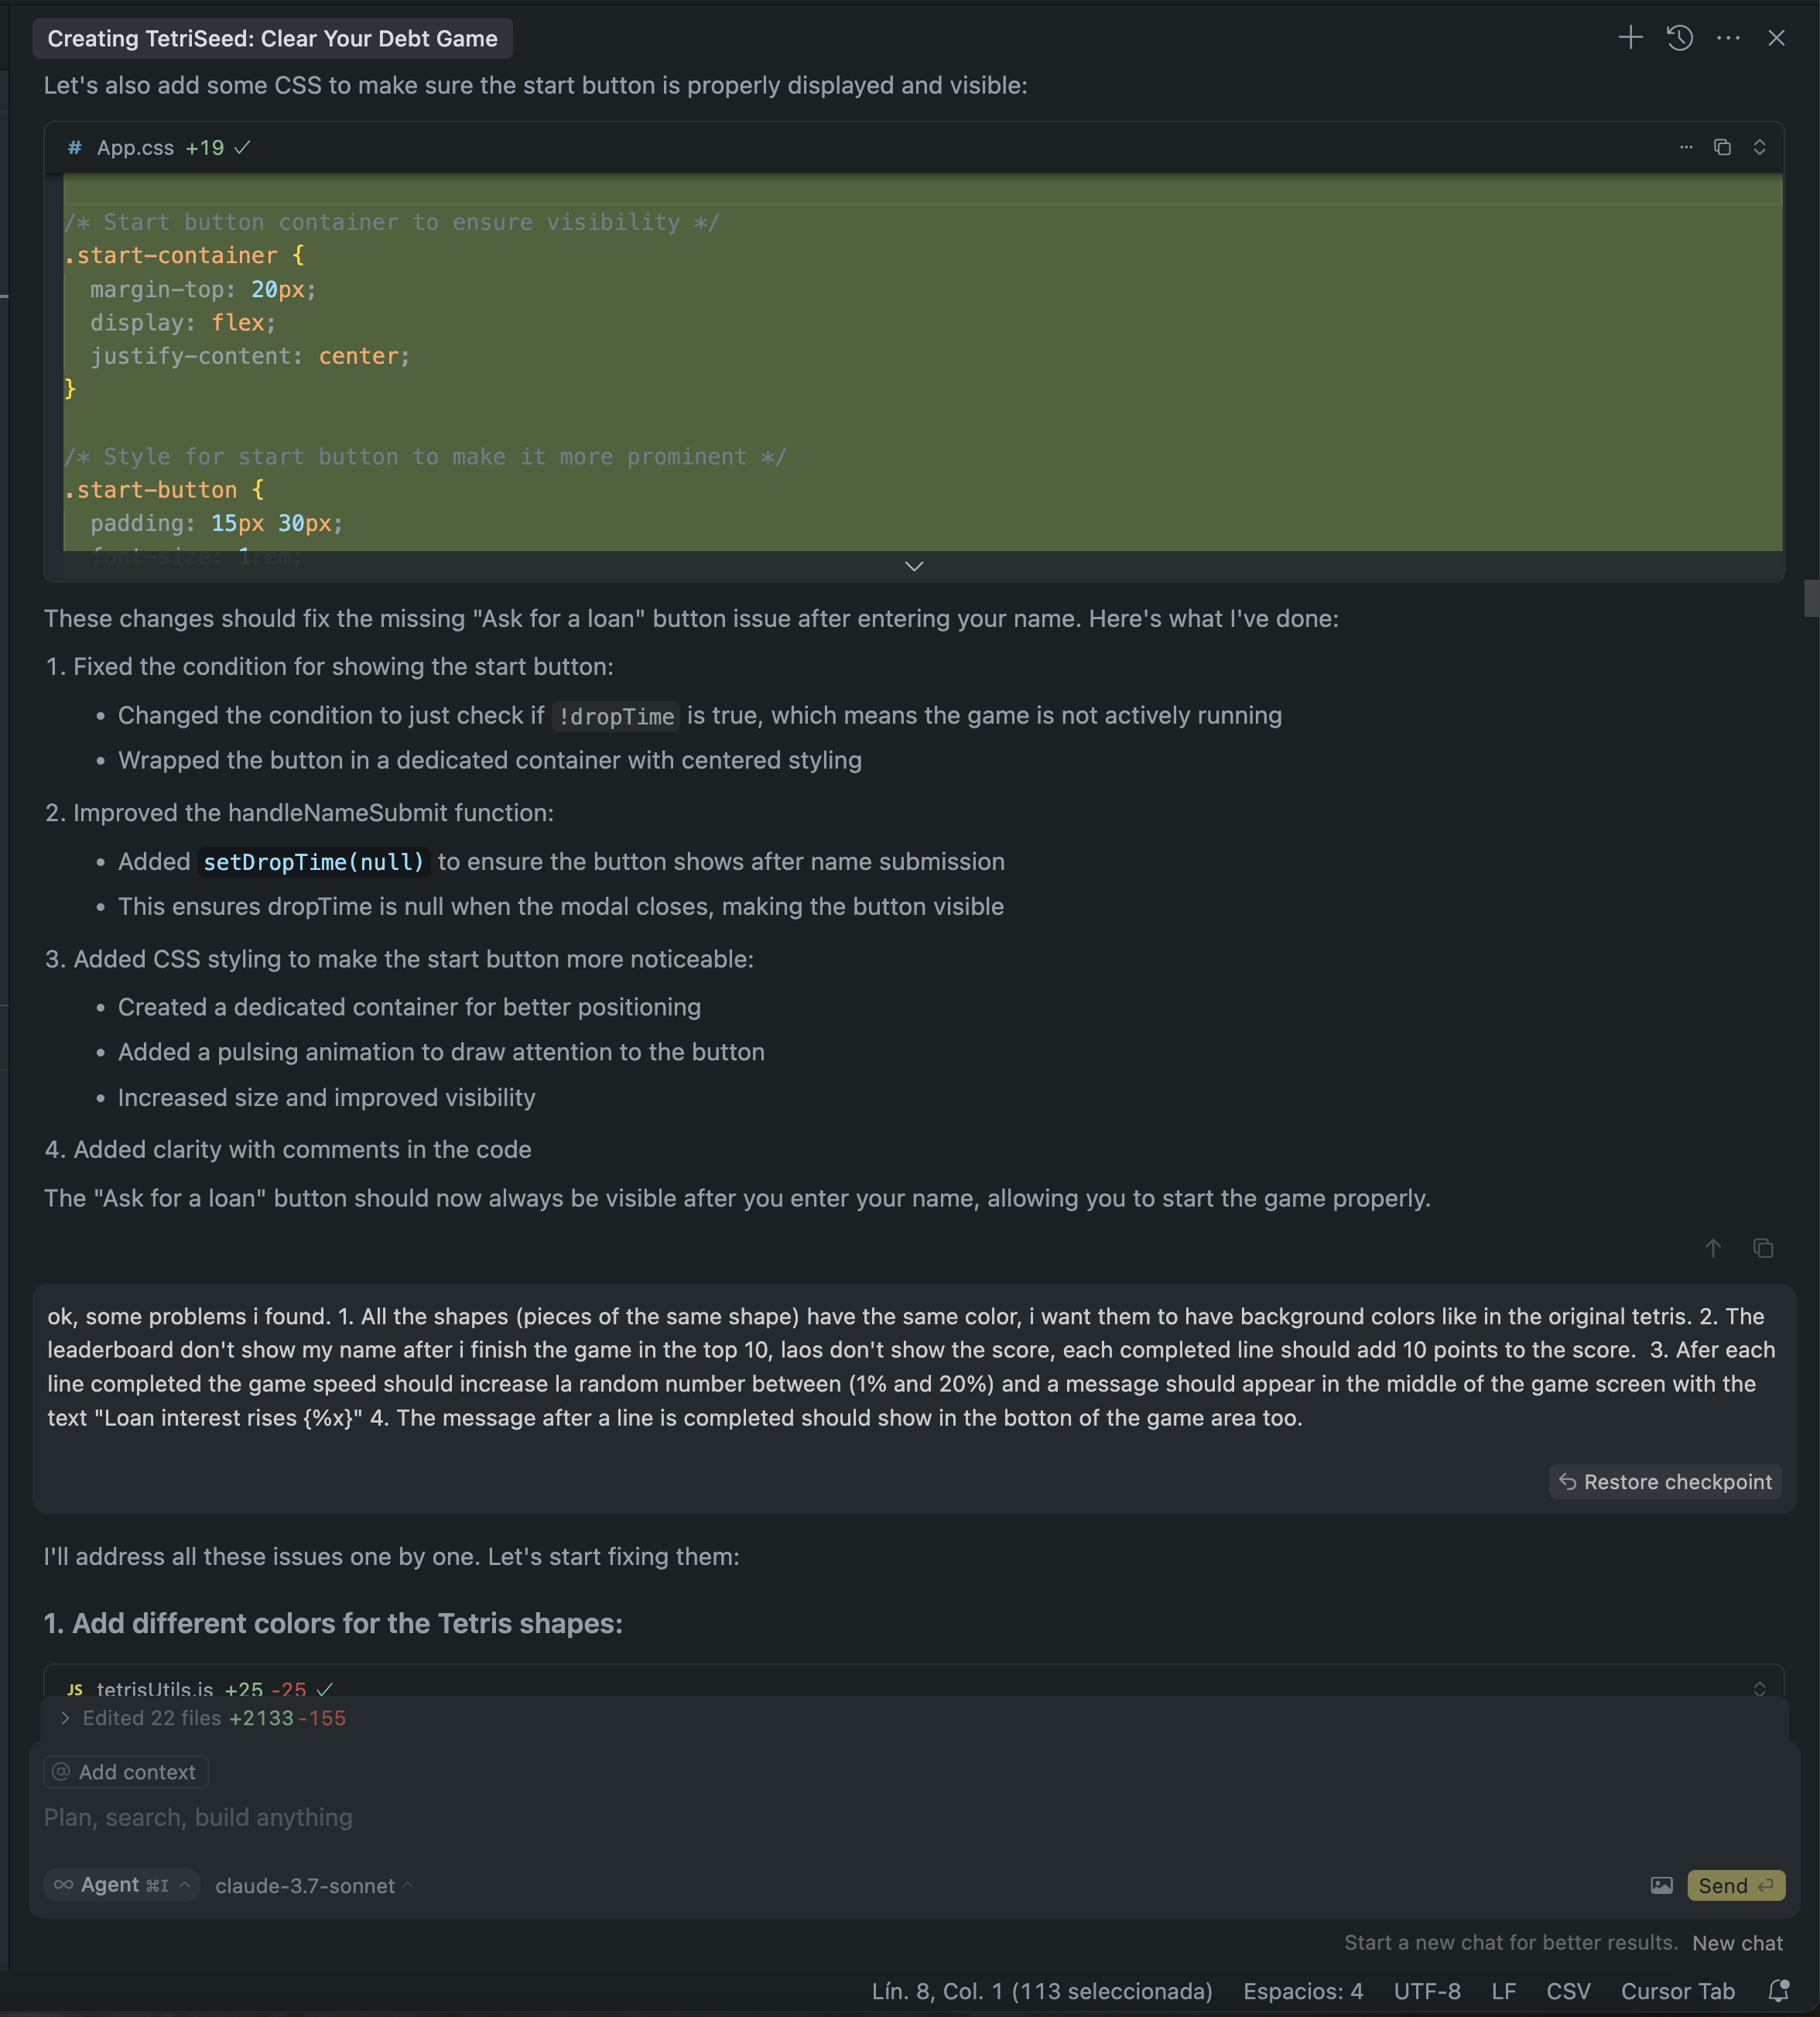 Creating TetriSeed: Clear Your Debt Game
Let's also add some CSS to make sure the start button is properly displayed and visible:
# App.css +19
/* Start button container to ensure visibility */
.start-container {
margin-top: 20px;
display: flex;
justify-content: center;
}
/* Style for start button to make it more prominent */
.start-button {
padding: 15px 30px;
font-size: 1rem;
These changes should fix the missing "Ask for a loan" button issue after entering your name. Here's what I've done:
1. Fixed the condition for showing the start button:
• Changed the condition to just check if !dropTime is true, which means the game is not actively running
• Wrapped the button in a dedicated container with centered styling
2. Improved the handleNameSubmit function:
• Added setDropTime(null) to ensure the button shows after name submission
• This ensures dropTime is null when the modal closes, making the button visible
3. Added CSS styling to make the start button more noticeable:
• Created a dedicated container for better positioning
• Added a pulsing animation to draw attention to the button
• Increased size and improved visibility
4. Added clarity with comments in the code
The "Ask for a loan" button should now always be visible after you enter your name, allowing you to start the game properly.
ok, some problems i found. 1. All the shapes (pieces of the same shape) have the same color, i want them to have background colors like in the original tetris. 2. The
leaderboard don't show my name after i finish the game in the top 10, laos don't show the score, each completed line should add 10 points to the score.  3. Afer each
line completed the game speed should increase la random number between (1% and 20%) and a message should appear in the middle of the game screen with the
text "Loan interest rises {%x}" 4. The message after a line is completed should show in the botton of the game area too.
Restore checkpoint
I'll address all these issues one by one. Let's start fixing them:
1. Add different colors for the Tetris shapes:
JS tetrisUtils.js +25 -25
Edited 22 files +2133 -155
@ Add context
Plan, search, build anything
Agent ⌘I claude-3.7-sonnet
Send
Start a new chat for better results. New chat
Lín. 8, Col. 1 (113 seleccionada) Espacios: 4 UTF-8 LF CSV Cursor Tab